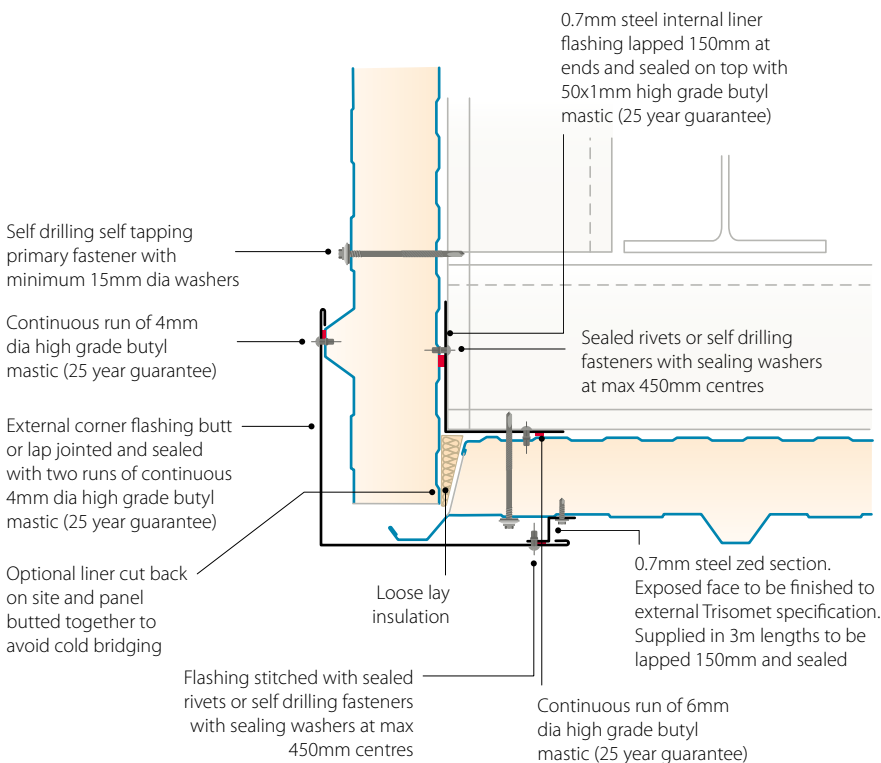 0.7mm steel internal liner
flashing lapped 150mm at
ends and sealed on top with
50x1mm high grade butyl
mastic (25 year guarantee)
Self drilling self tapping
primary fastener with
minimum 15mm dia washers
Continuous run of 4mm
dia high grade butyl
mastic (25 year guarantee)
Sealed rivets or self drilling
fasteners with sealing washers
at max 450mm centres
External corner flashing butt
or lap jointed and sealed
with two runs of continuous
4mm dia high grade butyl
mastic (25 year guarantee)
Optional liner cut back
on site and panel
butted together to
avoid cold bridging
Loose lay
insulation
0.7mm steel zed section.
Exposed face to be finished to
external Trisomet specification.
Supplied in 3m lengths to be
lapped 150mm and sealed
Flashing stitched with sealed
rivets or self drilling fasteners
with sealing washers at max
450mm centres
Continuous run of 6mm
dia high grade butyl
mastic (25 year guarantee)